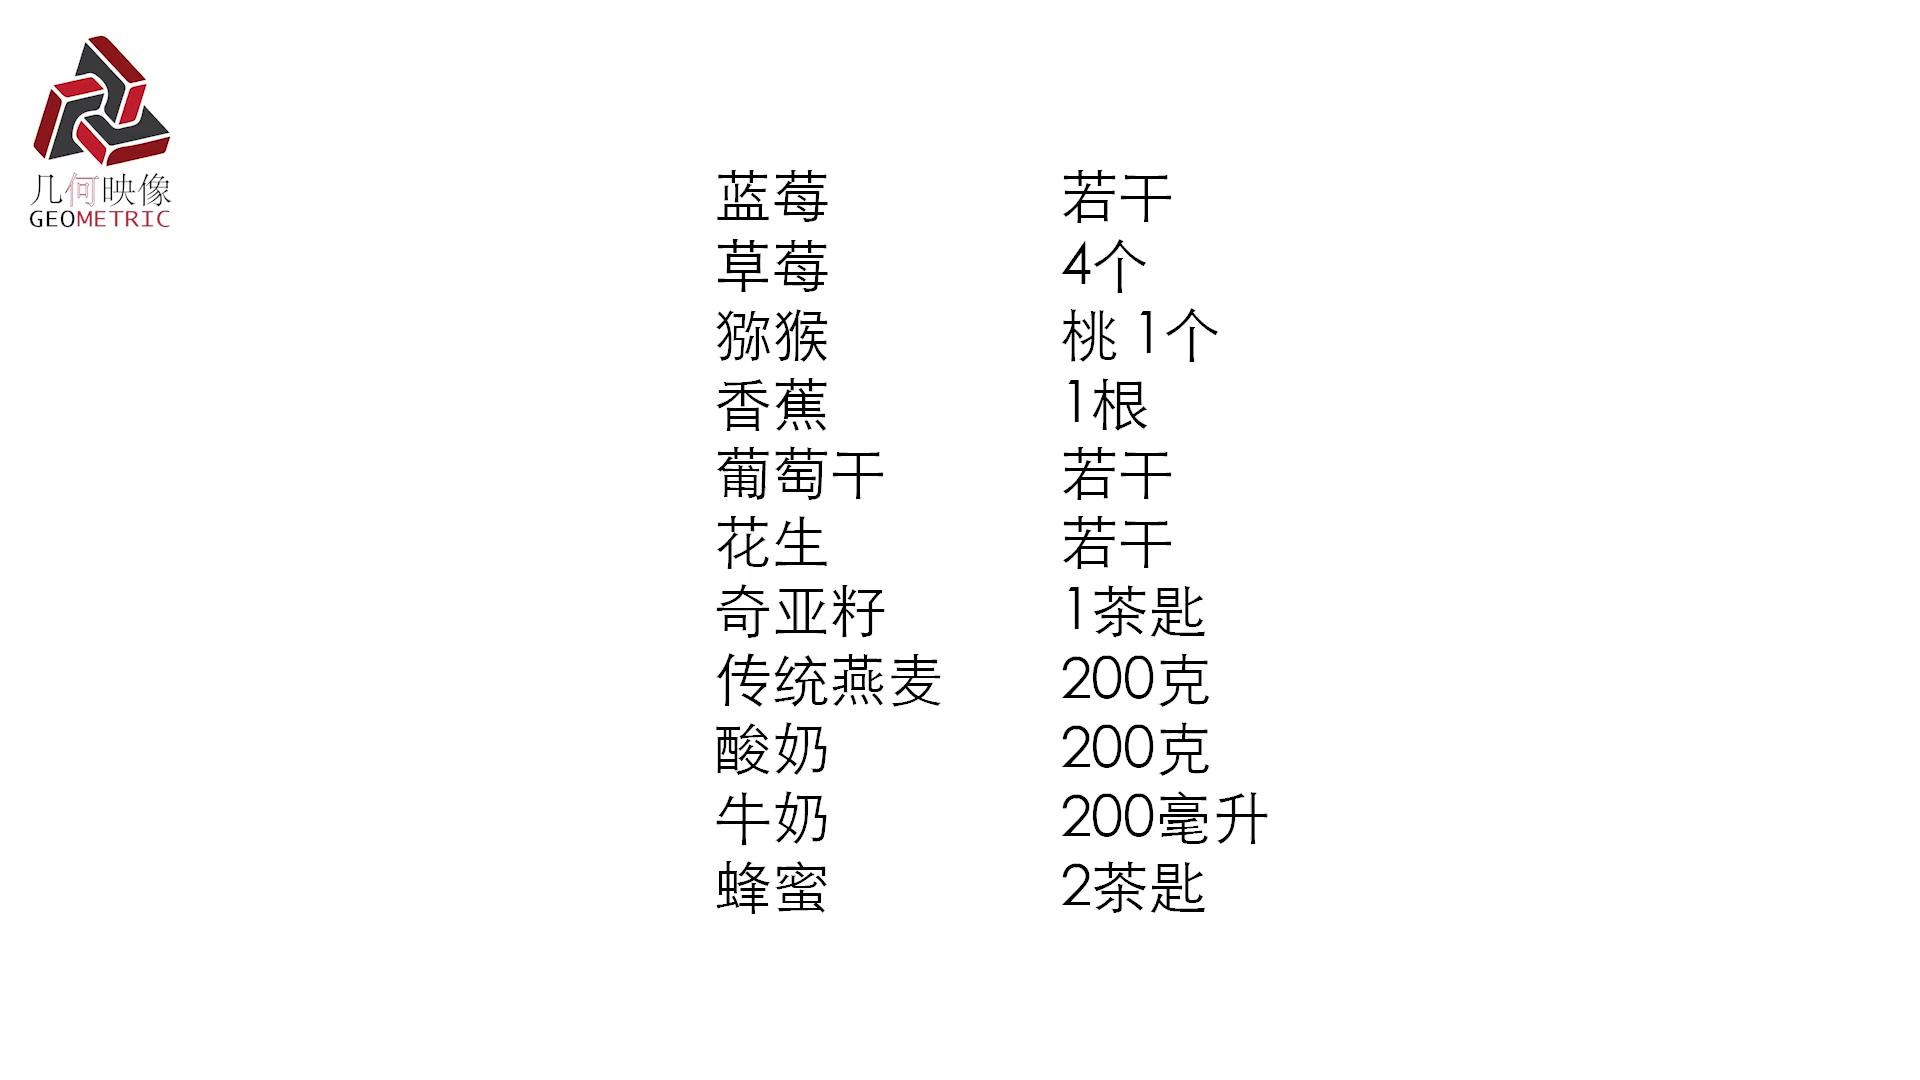 几何映像
GEOMETRIC
蓝莓 若干
草莓 4个
猕猴 桃 1个
香蕉 1根
葡萄干 若干
花生 若干
奇亚籽 1茶匙
传统燕麦 200克
酸奶 200克
牛奶 200毫升
蜂蜜 2茶匙